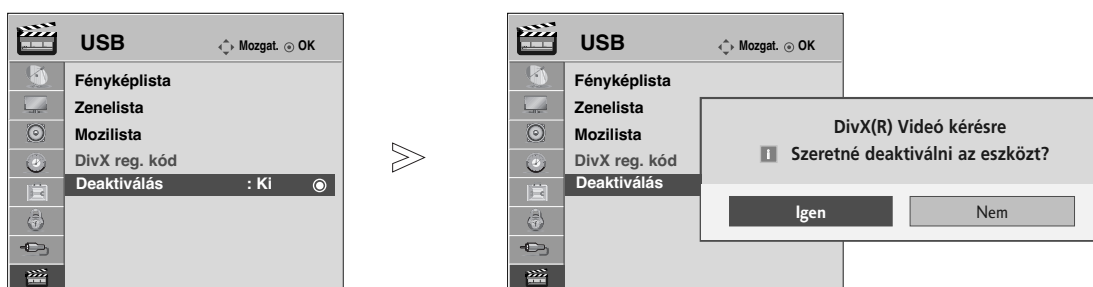 USB Mozgat. OK
Fényképlista
Zenelista
Mozilista
DivX reg. kód
Deaktiválás : Ki
USB Mozgat. OK
Fényképlista
Zenelista
Mozilista
DivX reg. kód
Deaktiválás
DivX(R) Videó kérésre
Szeretné deaktiválni az eszközt?
Igen Nem